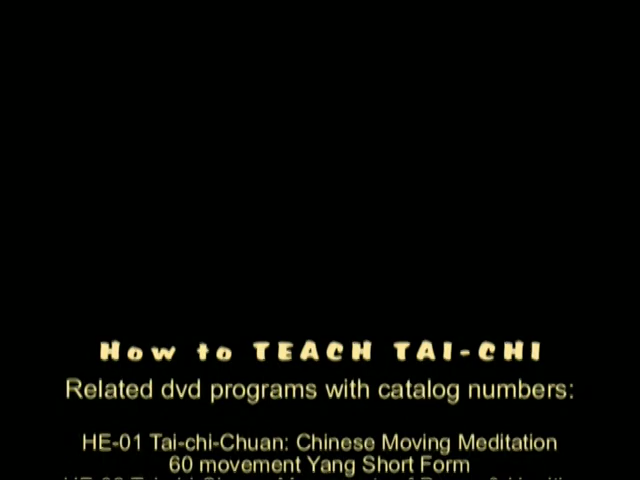 How to TEACH TAI-CHI
Related dvd programs with catalog numbers:
HE-01 Tai-chi-Chuan: Chinese Moving Meditation
60 movement Yang Short Form